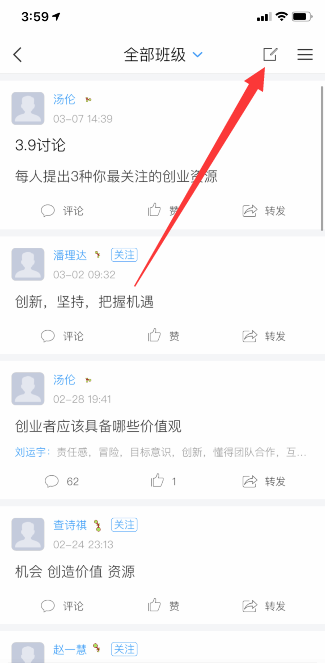 3:59
全部班级
汤伦
03-07 14:39
3.9讨论
每人提出3种你最关注的创业资源
评论 赞 转发
潘理达 关注
03-02 09:32
创新，坚持，把握机遇
评论 赞 转发
汤伦
02-28 19:41
创业者应该具备哪些价值观
刘运宇：责任感，冒险，目标意识，创新，懂得团队合作，互...
62 1 转发
查诗祺 关注
02-24 23:13
机会 创造价值 资源
评论 赞 转发
赵一慧 关注